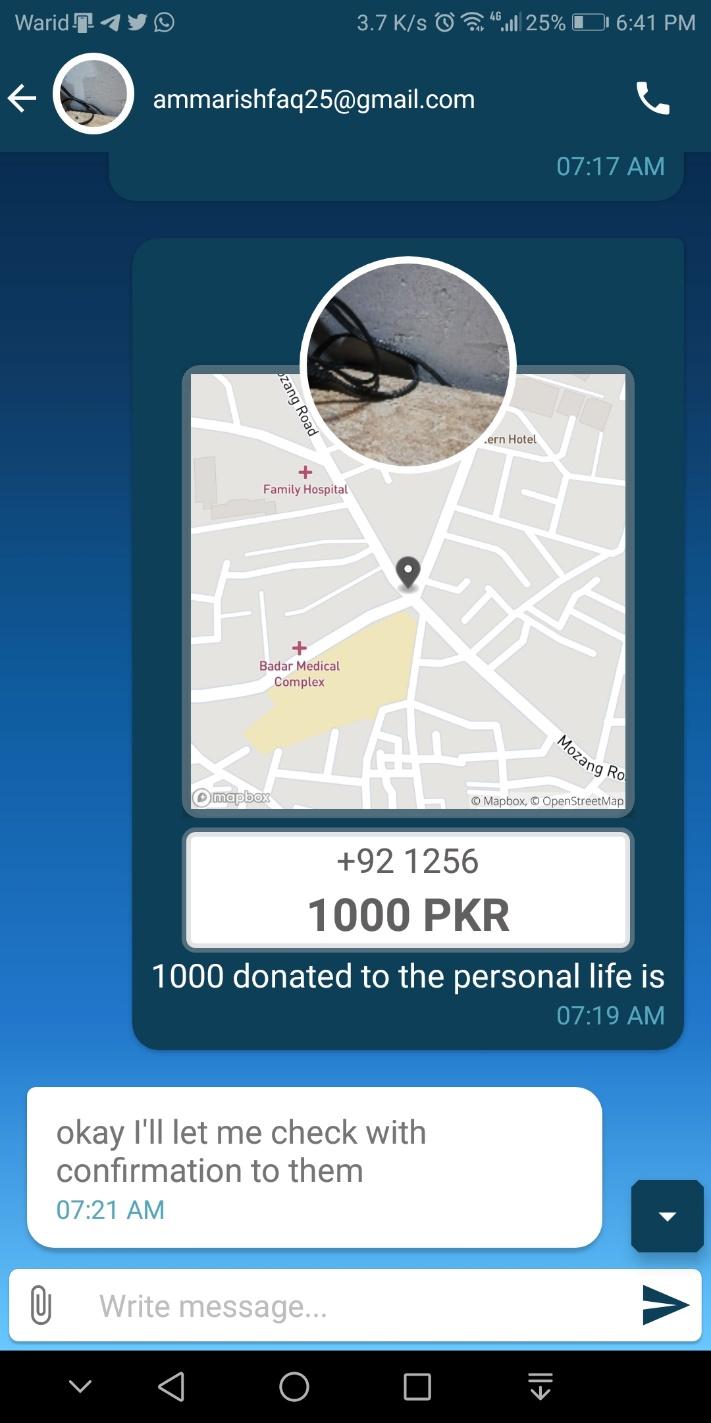 Warid 3.7 K/s 4G 25% 6:41 PM
ammarishfaq25@gmail.com
07:17 AM
ozang Road
tern Hotel
Family Hospital
Badar Medical
Complex
Mozang Ro
mapbox © Mapbox, © OpenStreetMap
+92 1256
1000 PKR
1000 donated to the personal life is
07:19 AM
okay I'll let me check with
confirmation to them
07:21 AM
Write message...